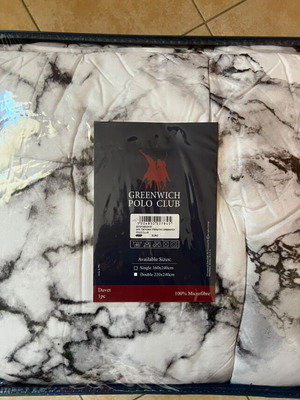 GREENWICH
POLO CLUB
Available Sizes:
Single 160x240cm
Double 220x240cm
Duvet
1pc
100% Microfibre